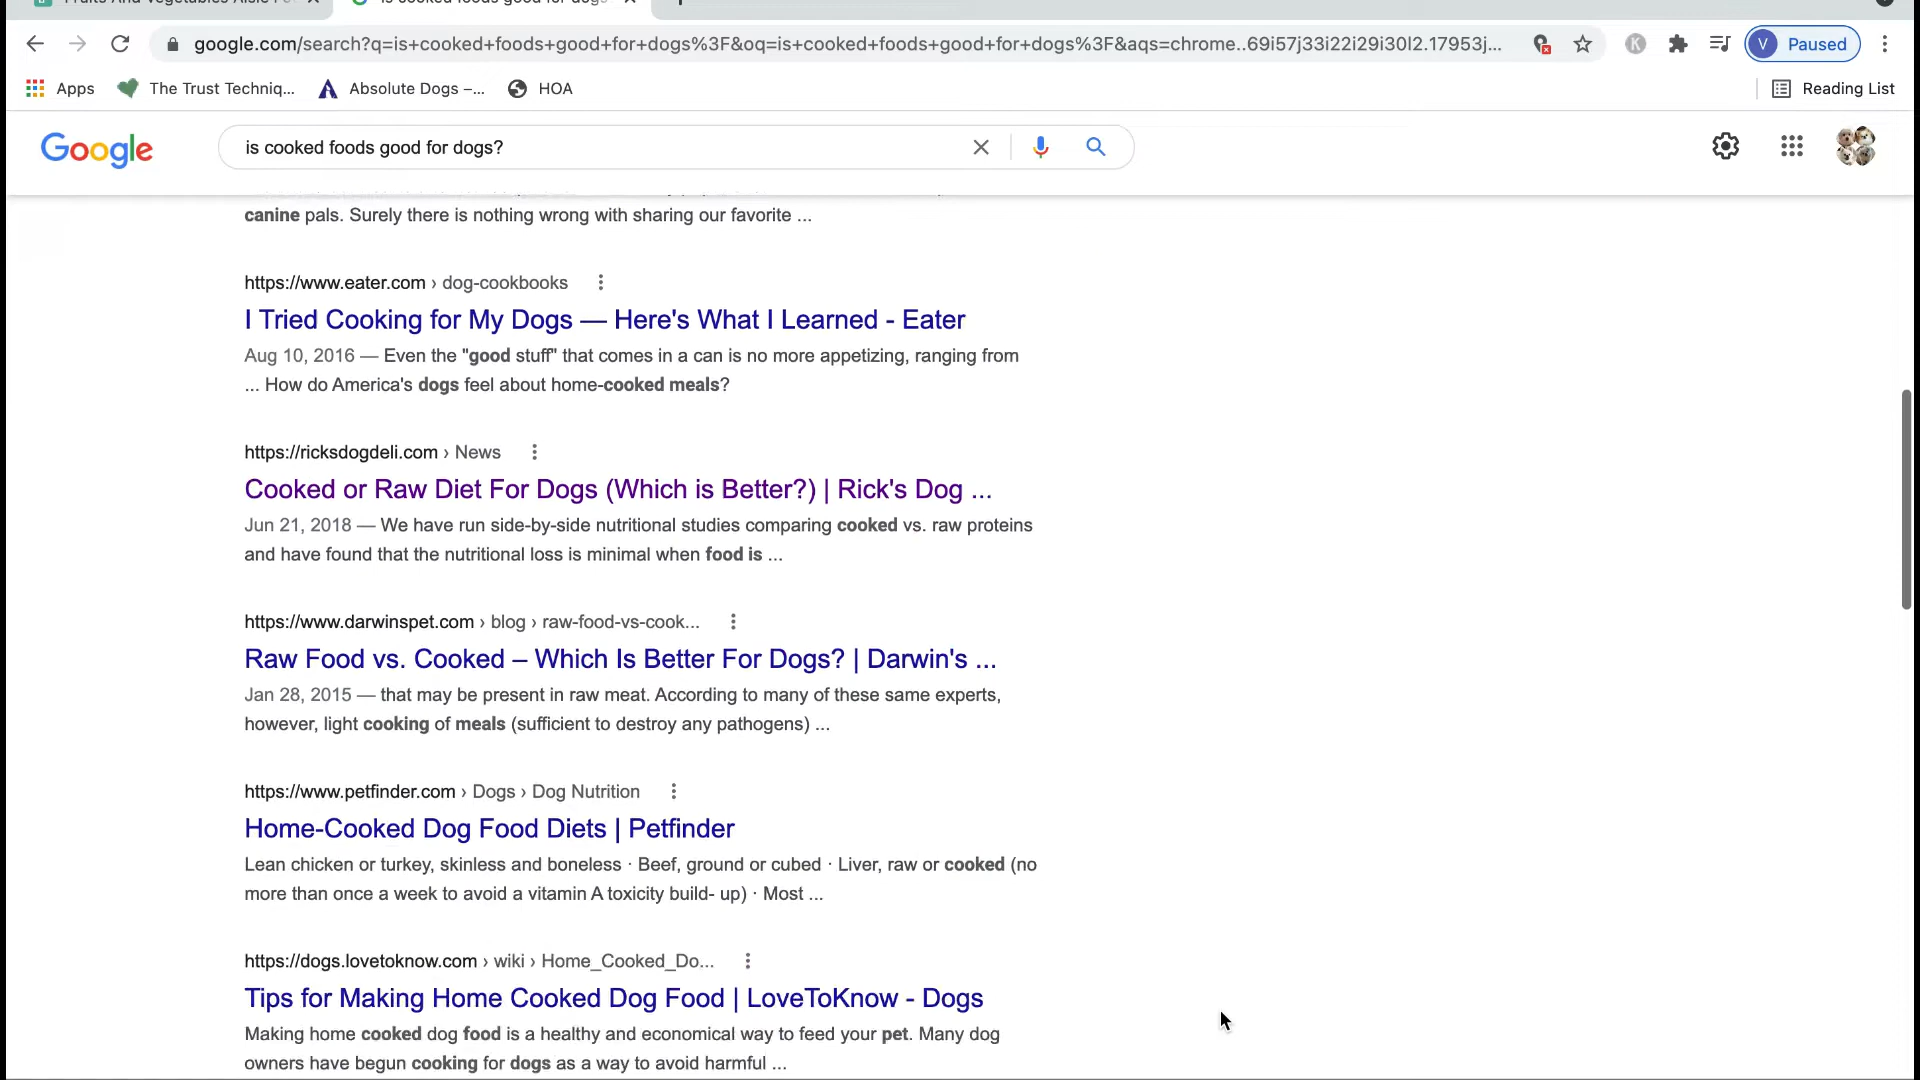 google.com/search?q=is+cooked+foods+good+for+dogs%3F&oq=is+cooked+foods+good+for+dogs%3F&aqs=chrome..69i57j33i22i29i30l2.17953j...
V Paused
Apps The Trust Techniq... Absolute Dogs –... HOA Reading List
Google is cooked foods good for dogs?
canine pals. Surely there is nothing wrong with sharing our favorite ...
https://www.eater.com › dog-cookbooks
I Tried Cooking for My Dogs — Here's What I Learned - Eater
Aug 10, 2016 — Even the "good stuff" that comes in a can is no more appetizing, ranging from
... How do America's dogs feel about home-cooked meals?
https://ricksdogdeli.com › News
Cooked or Raw Diet For Dogs (Which is Better?) | Rick's Dog ...
Jun 21, 2018 — We have run side-by-side nutritional studies comparing cooked vs. raw proteins
and have found that the nutritional loss is minimal when food is ...
https://www.darwinspet.com › blog › raw-food-vs-cook...
Raw Food vs. Cooked – Which Is Better For Dogs? | Darwin's ...
Jan 28, 2015 — that may be present in raw meat. According to many of these same experts,
however, light cooking of meals (sufficient to destroy any pathogens) ...
https://www.petfinder.com › Dogs › Dog Nutrition
Home-Cooked Dog Food Diets | Petfinder
Lean chicken or turkey, skinless and boneless · Beef, ground or cubed · Liver, raw or cooked (no
more than once a week to avoid a vitamin A toxicity build- up) · Most ...
https://dogs.lovetoknow.com › wiki › Home_Cooked_Do...
Tips for Making Home Cooked Dog Food | LoveToKnow - Dogs
Making home cooked dog food is a healthy and economical way to feed your pet. Many dog
owners have begun cooking for dogs as a way to avoid harmful ...